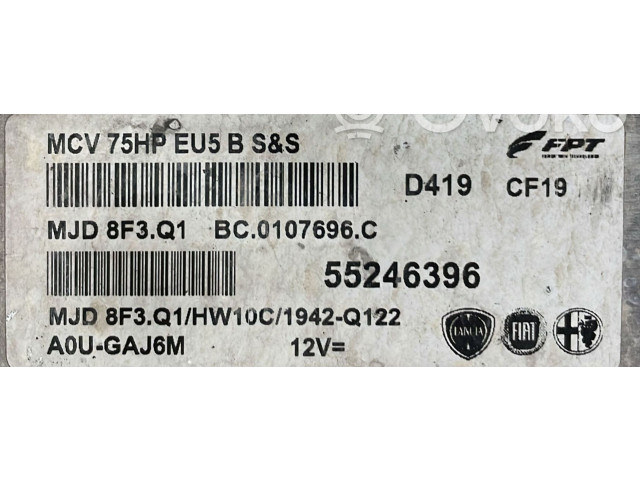 MCV 75HP EU5 B S&S
FPT
D419 CF19
MJD 8F3.Q1 BC.0107696.C
55246396
MJD 8F3.Q1/HW10C/1942-Q122
LANCIA FIAT
A0U-GAJ6M 12V=